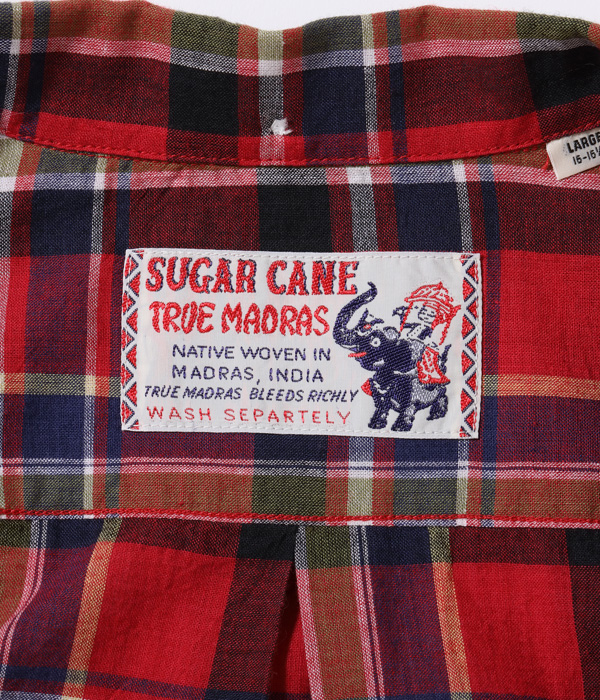 LARGE
SUGAR CANE
TRUE MADRAS
NATIVE WOVEN IN
MADRAS, INDIA
TRUE MADRAS BLEEDS RICHLY
WASH SEPARTELY